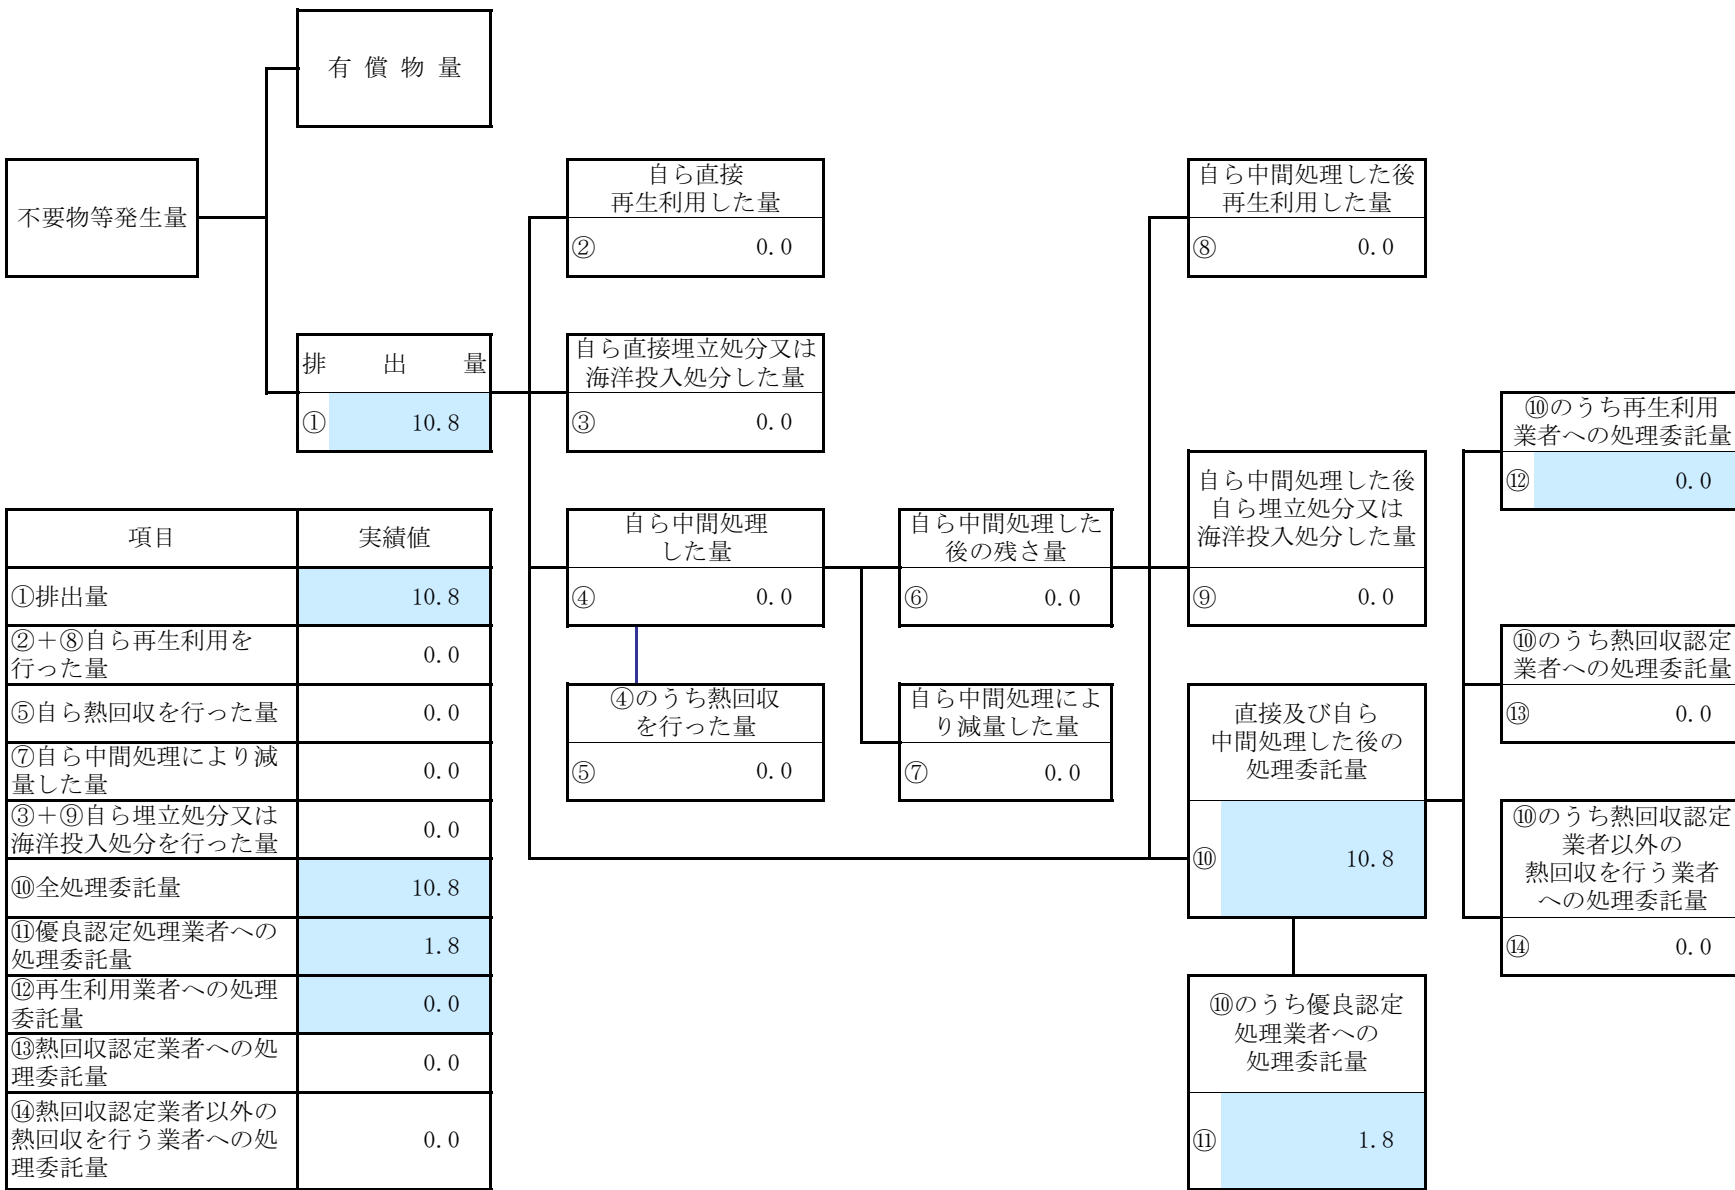 有償物量
不要物等発生量
排出量
① 10.8
自ら直接
再生利用した量
② 0.0
自ら直接埋立処分又は
海洋投入処分した量
③ 0.0
自ら中間処理
した量
④ 0.0
④のうち熱回収
を行った量
⑤ 0.0
自ら中間処理した
後の残さ量
⑥ 0.0
自ら中間処理によ
り減量した量
⑦ 0.0
自ら中間処理した後
再生利用した量
⑧ 0.0
自ら中間処理した後
自ら埋立処分又は
海洋投入処分した量
⑨ 0.0
直接及び自ら
中間処理した後の
処理委託量
⑩ 10.8
⑩のうち優良認定
処理業者への
処理委託量
⑪ 1.8
⑩のうち再生利用
業者への処理委託量
⑫ 0.0
⑩のうち熱回収認定
業者への処理委託量
⑬ 0.0
⑩のうち熱回収認定
業者以外の
熱回収を行う業者
への処理委託量
⑭ 0.0
項目 実績値
①排出量 10.8
②+⑧自ら再生利用を
行った量 0.0
⑤自ら熱回収を行った量 0.0
⑦自ら中間処理により減
量した量 0.0
③+⑨自ら埋立処分又は
海洋投入処分を行った量 0.0
⑩全処理委託量 10.8
⑪優良認定処理業者への
処理委託量 1.8
⑫再生利用業者への処理
委託量 0.0
⑬熱回収認定業者への処
理委託量 0.0
⑭熱回収認定業者以外の
熱回収を行う業者への処
理委託量 0.0